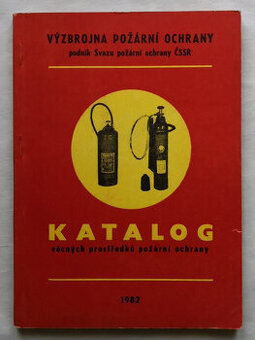 VÝZBROJNA POŽÁRNÍ OCHRANY
podnik Svazu požární ochrany ČSSR
KATALOG
věcných prostředků požární ochrany
1982